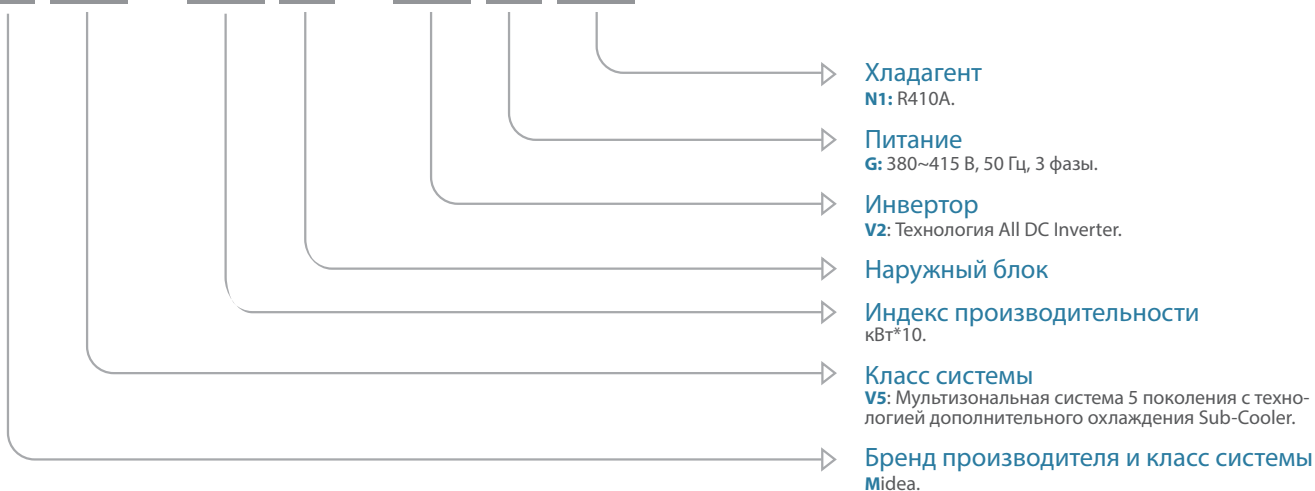 Хладагент
N1: R410A.
Питание
G: 380~415 В, 50 Гц, 3 фазы.
Инвертор
V2: Технология All DC Inverter.
Наружный блок
Индекс производительности
кВт*10.
Класс системы
V5: Мультизональная система 5 поколения с техно-
логией дополнительного охлаждения Sub-Cooler.
Бренд производителя и класс системы
Midea.